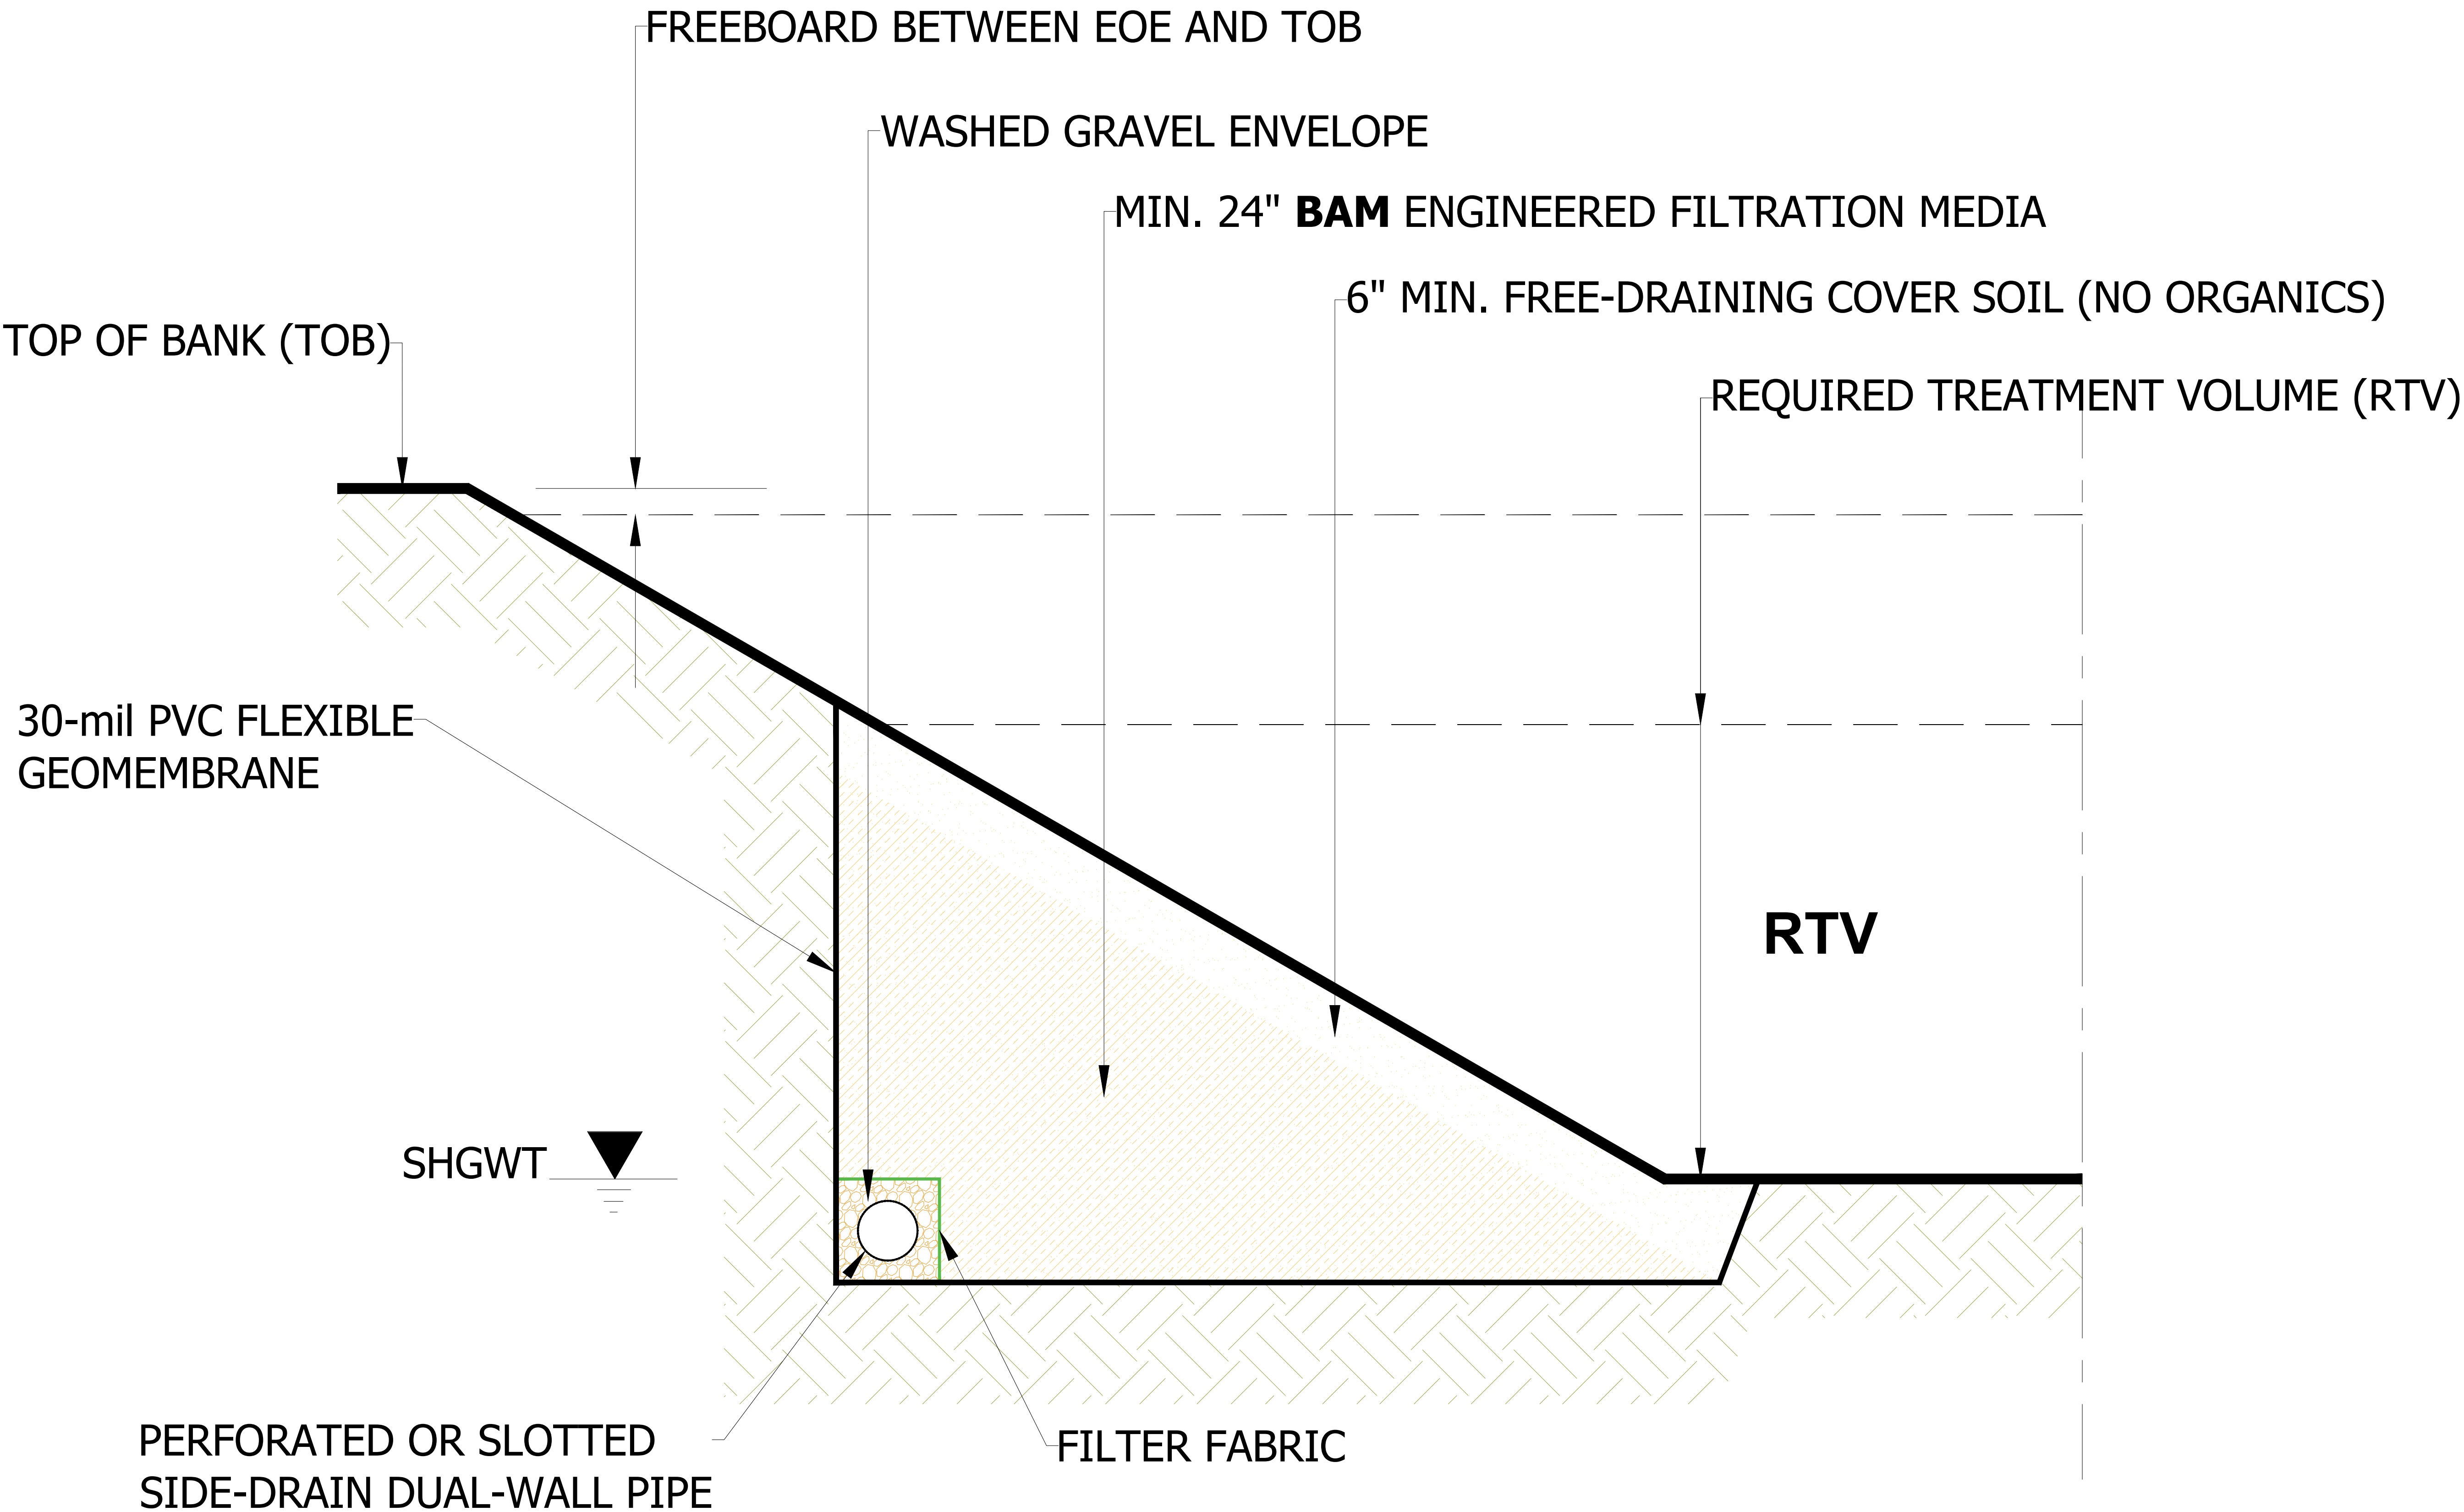 FREEBOARD BETWEEN EOE AND TOB
WASHED GRAVEL ENVELOPE
MIN. 24" BAM ENGINEERED FILTRATION MEDIA
6" MIN. FREE-DRAINING COVER SOIL (NO ORGANICS)
TOP OF BANK (TOB)
REQUIRED TREATMENT VOLUME (RTV)
30-mil PVC FLEXIBLE
GEOMEMBRANE
RTV
SHGWT
PERFORATED OR SLOTTED
SIDE-DRAIN DUAL-WALL PIPE
FILTER FABRIC